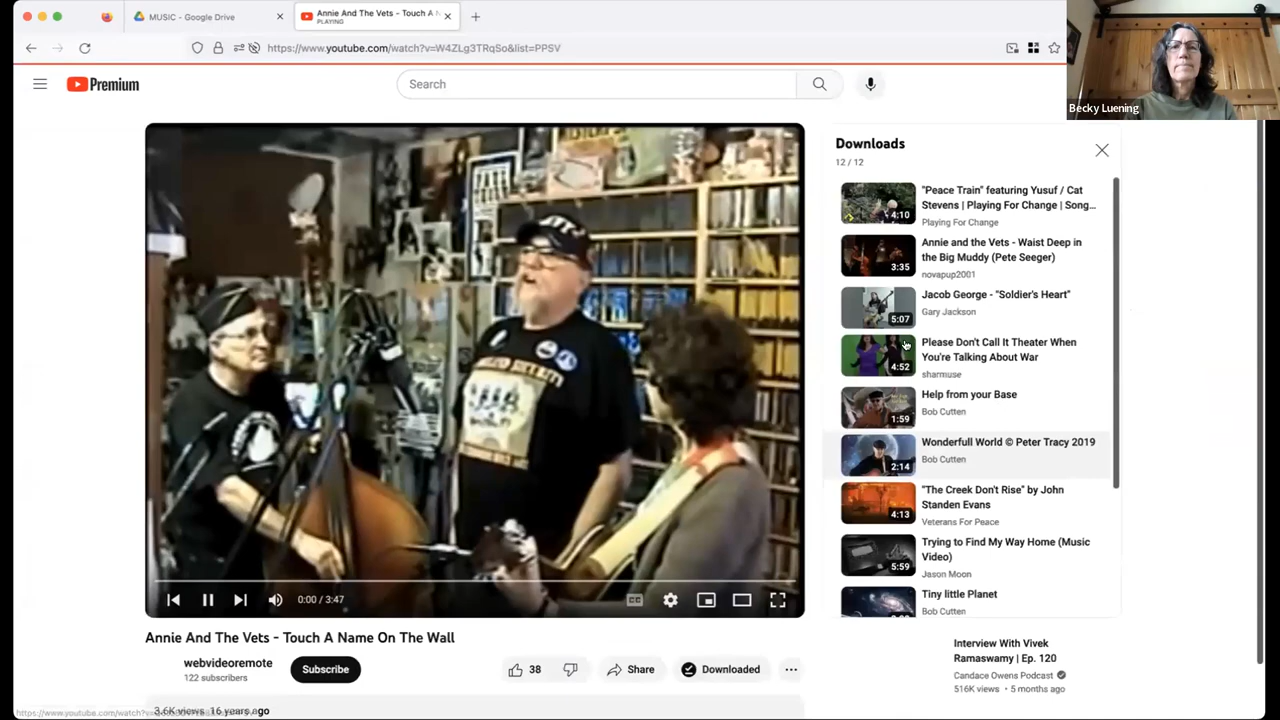 MUSIC - Google Drive
Annie And The Vets - Touch A N
PLAYING
https://www.youtube.com/watch?v=W4ZLg3TRqSo&list=PPSV
Premium
Search
Becky Luening
Downloads
12 / 12
"Peace Train" featuring Yusuf / Cat
Stevens | Playing For Change | Song...
Playing For Change
4:10
Annie and the Vets - Waist Deep in
the Big Muddy (Pete Seeger)
novapup2001
3:35
Jacob George - "Soldier's Heart"
Gary Jackson
5:07
Please Don't Call It Theater When
You're Talking About War
sharmuse
4:52
Help from your Base
Bob Cutten
1:59
Wonderfull World © Peter Tracy 2019
Bob Cutten
2:14
"The Creek Don't Rise" by John
Standen Evans
Veterans For Peace
4:13
Trying to Find My Way Home (Music
Video)
Jason Moon
5:59
Tiny little Planet
Bob Cutten
0:00 / 3:47
CC
Annie And The Vets - Touch A Name On The Wall
webvideoremote
122 subscribers
Subscribe
38
Share
Downloaded
Interview With Vivek
Ramaswamy | Ep. 120
Candace Owens Podcast
516K views • 5 months ago
3.6K views 16 years ago